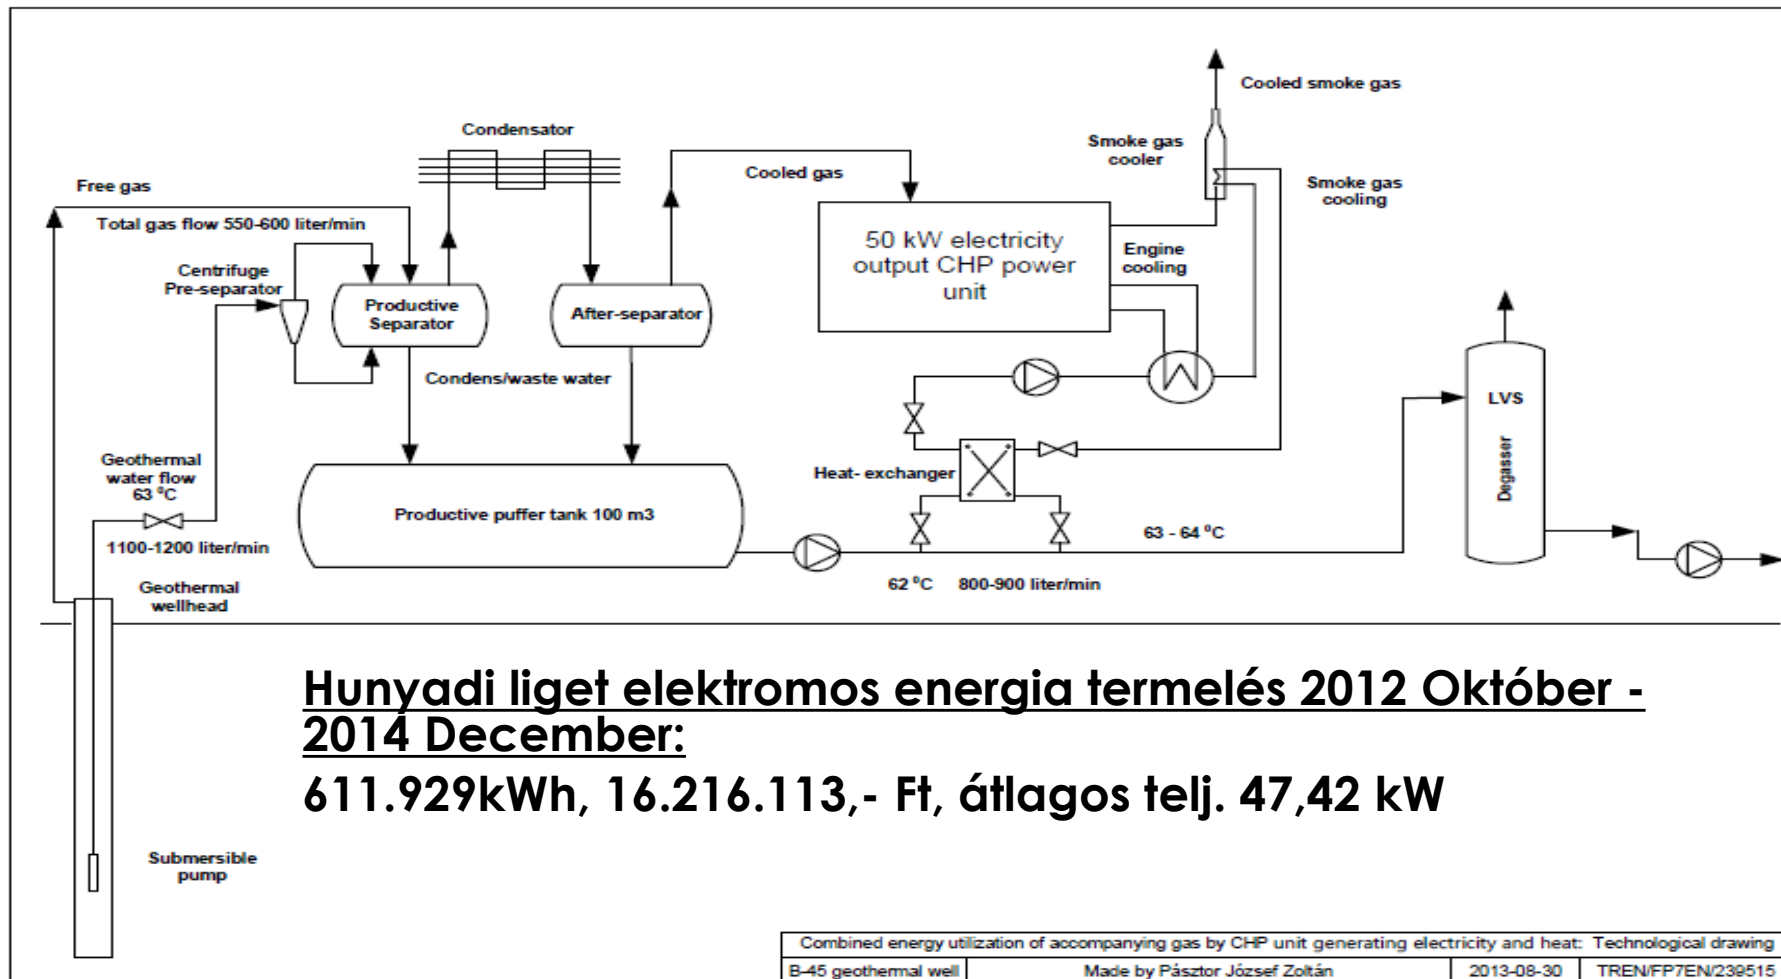 Cooled smoke gas
Condensator
Smoke gas
cooler
Cooled gas
Smoke gas
cooling
Free gas
Total gas flow 550-600 liter/min
50 kW electricity
output CHP power
unit
Engine
cooling
Centrifuge
Pre-separator
Productive
Separator
After-separator
Condens/waste water
LVS
Degasser
Geothermal
water flow
63 ⁰C
Heat- exchanger
Productive puffer tank 100 m3
63 - 64 ⁰C
1100-1200 liter/min
62 ⁰C 800-900 liter/min
Geothermal
wellhead
Hunyadi liget elektromos energia termelés 2012 Október -
2014 December:
611.929kWh, 16.216.113,- Ft, átlagos telj. 47,42 kW
Submersible
pump
Combined energy utilization of accompanying gas by CHP unit generating electricity and heat: Technological drawing
B-45 geothermal well Made by Pásztor József Zoltán 2013-08-30 TREN/FP7EN/239515